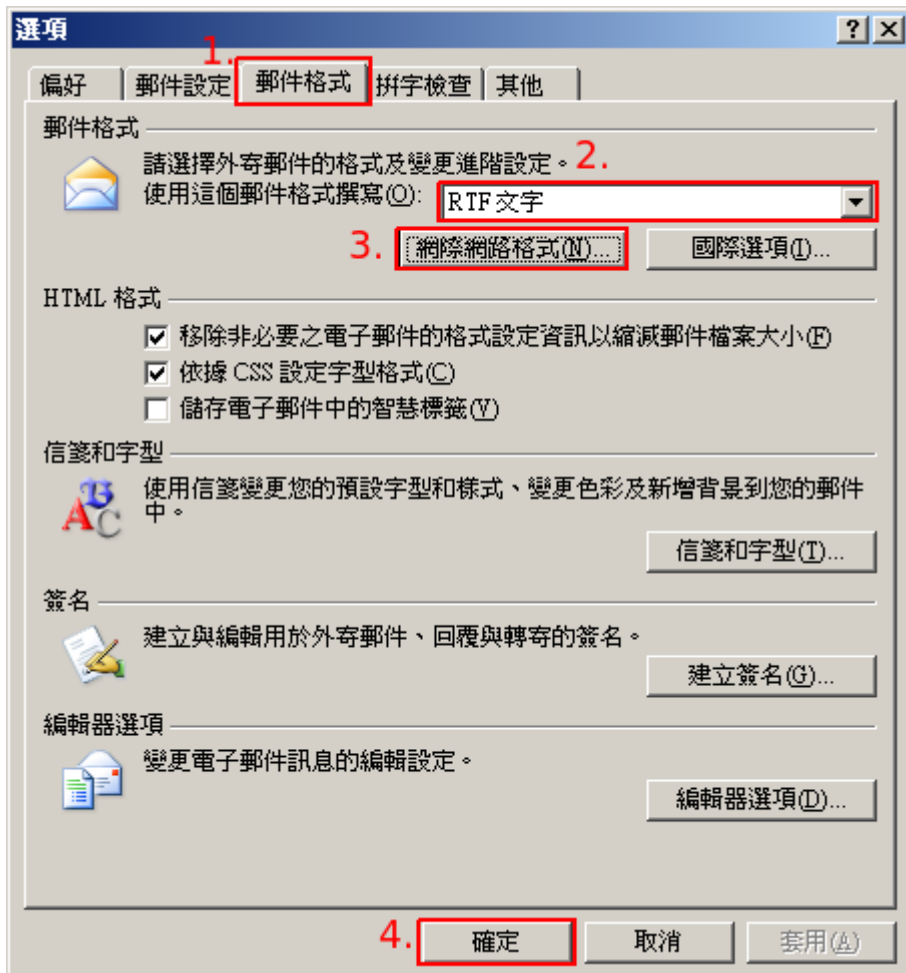 選項
1.
偏好 郵件設定 郵件格式 拼字檢查 其他
郵件格式
請選擇外寄郵件的格式及變更進階設定。 2.
使用這個郵件格式撰寫(O): RTF 文字
3. 網際網路格式(N)... 國際選項(I)...
HTML 格式
移除非必要之電子郵件的格式設定資訊以縮減郵件檔案大小(F)
依據 CSS 設定字型格式(C)
儲存電子郵件中的智慧標籤(V)
信箋和字型
使用信箋變更您的預設字型和樣式、變更色彩及新增背景到您的郵件
中。
信箋和字型(T)...
簽名
建立與編輯用於外寄郵件、回覆與轉寄的簽名。
建立簽名(G)...
編輯器選項
變更電子郵件訊息的編輯設定。
編輯器選項(D)...
4. 確定 取消 套用(A)